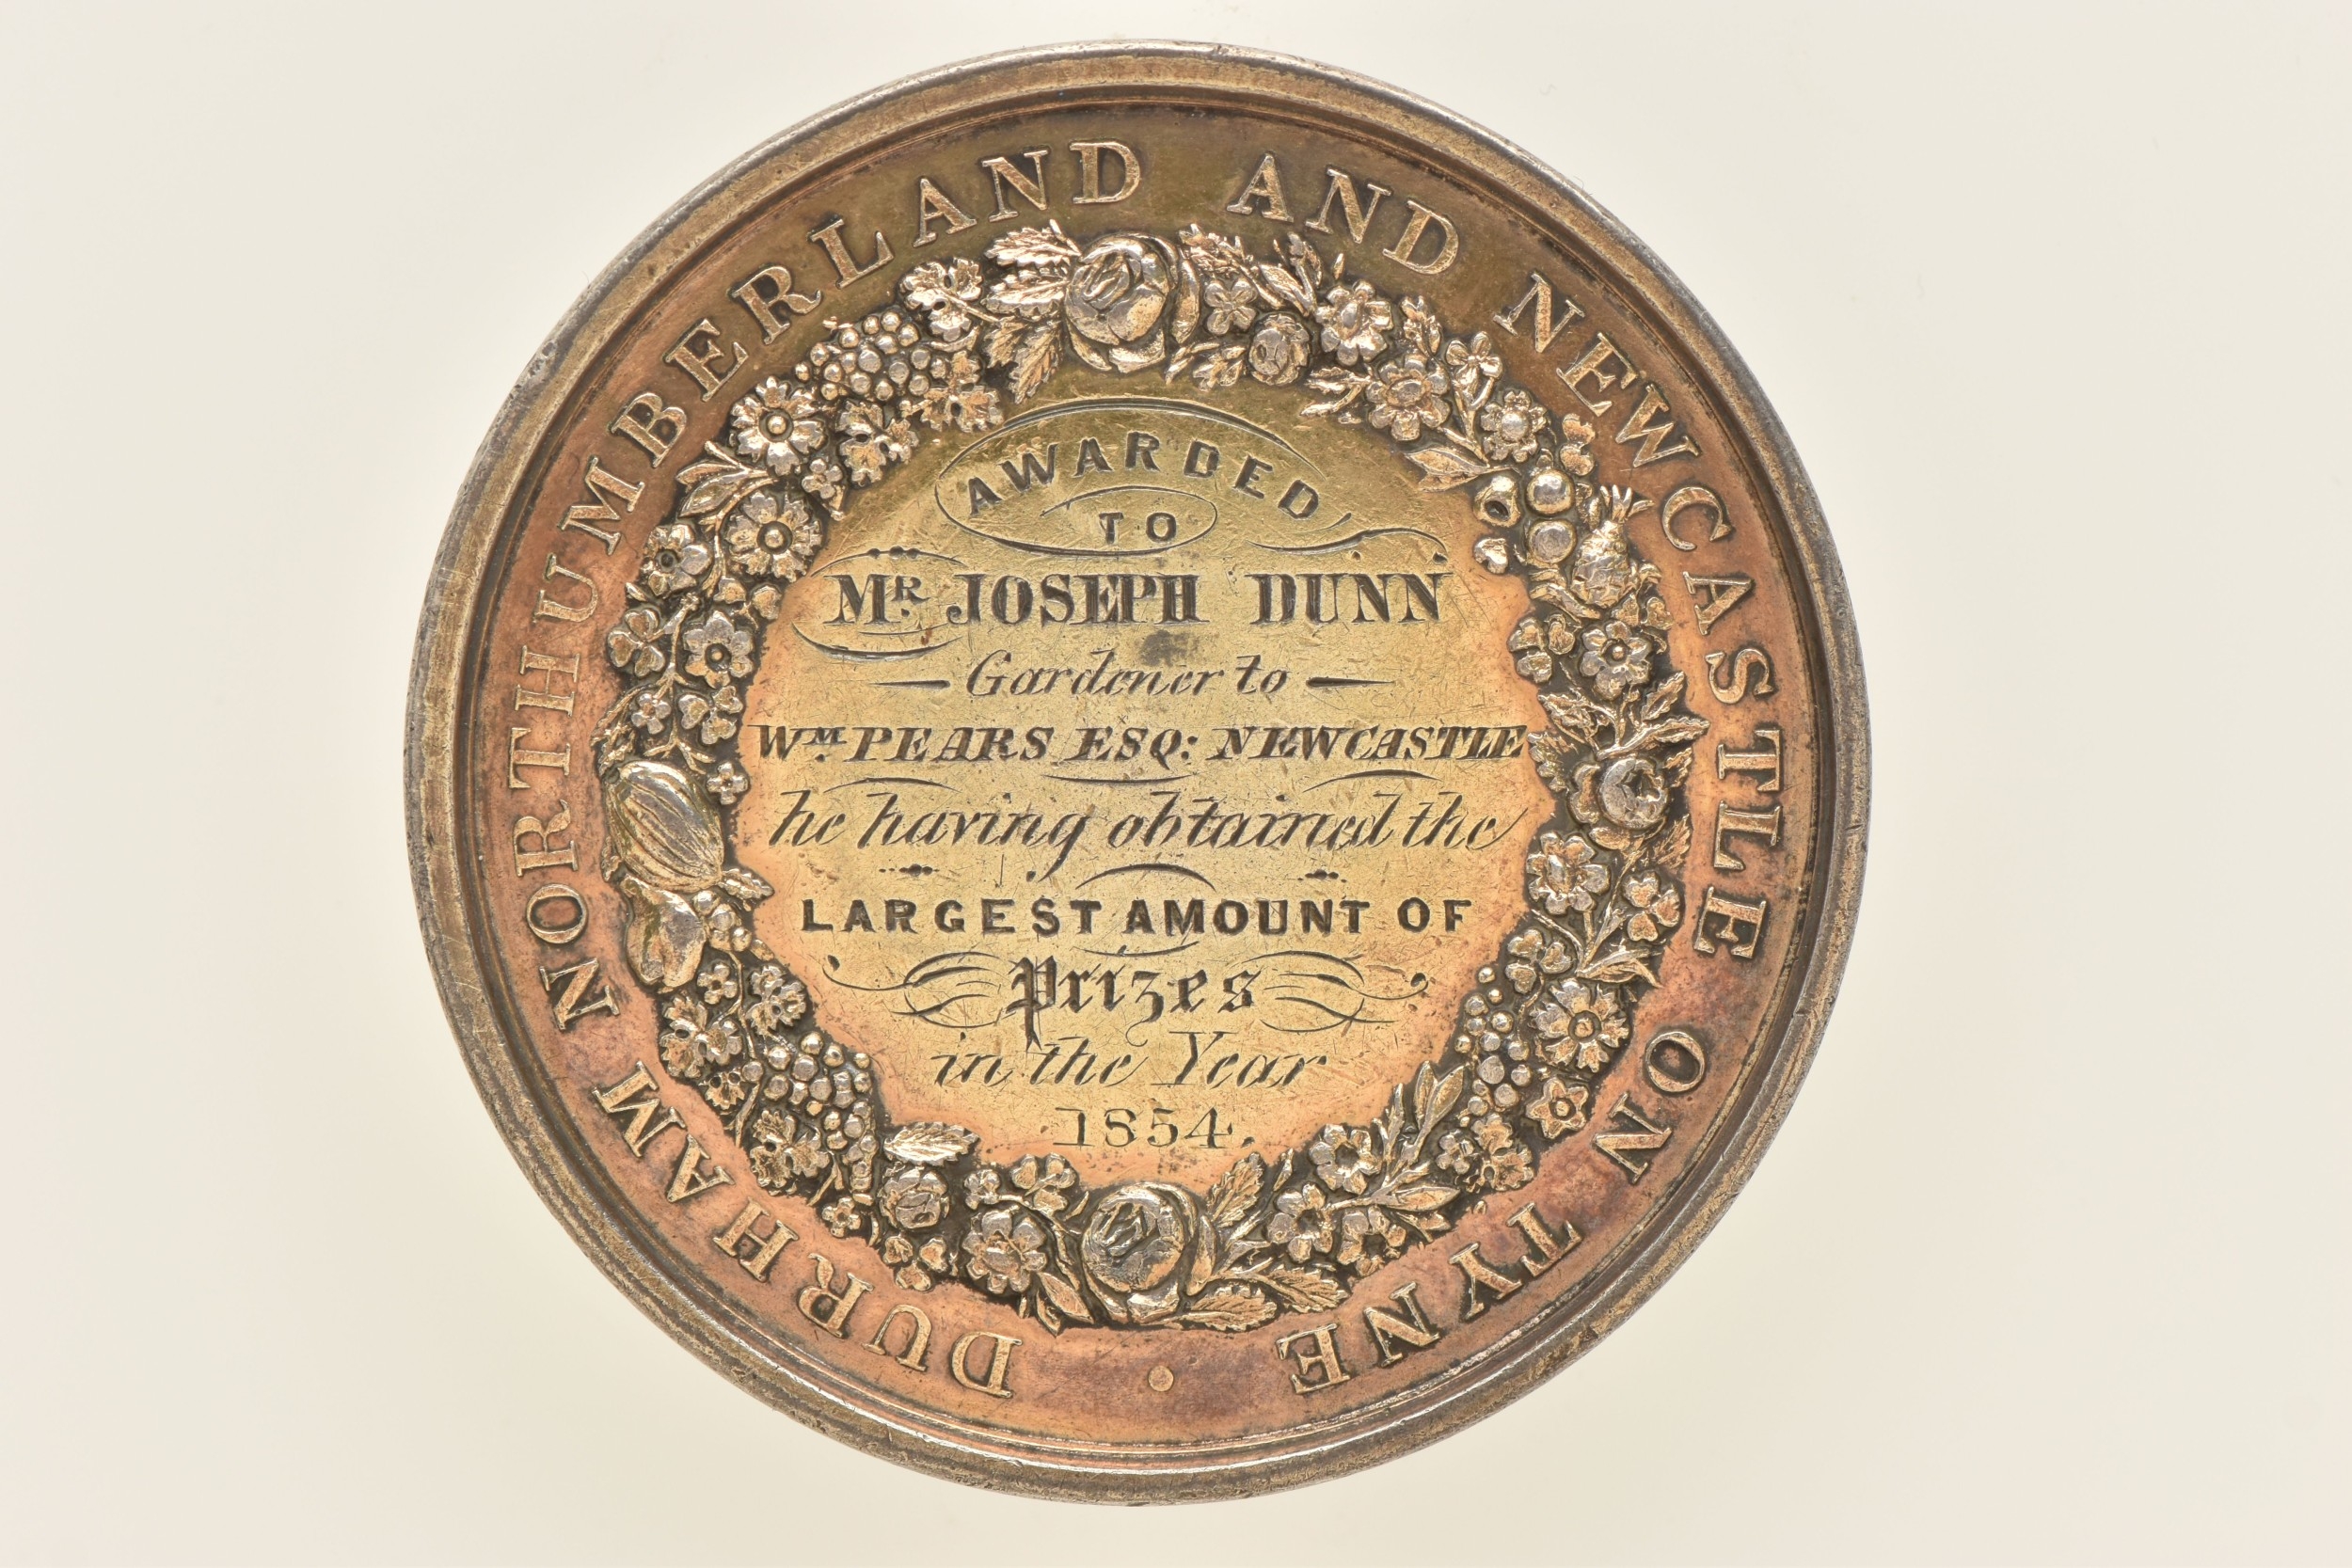 DURHAM NORTHUMBERLAND AND NEWCASTLE ON TYNE
AWARDED
TO
MR. JOSEPH DUNN
Gardener to
WM. PEARS ESQ: NEWCASTLE
he having obtained the
LARGEST AMOUNT OF
Prizes
in the Year
1854.